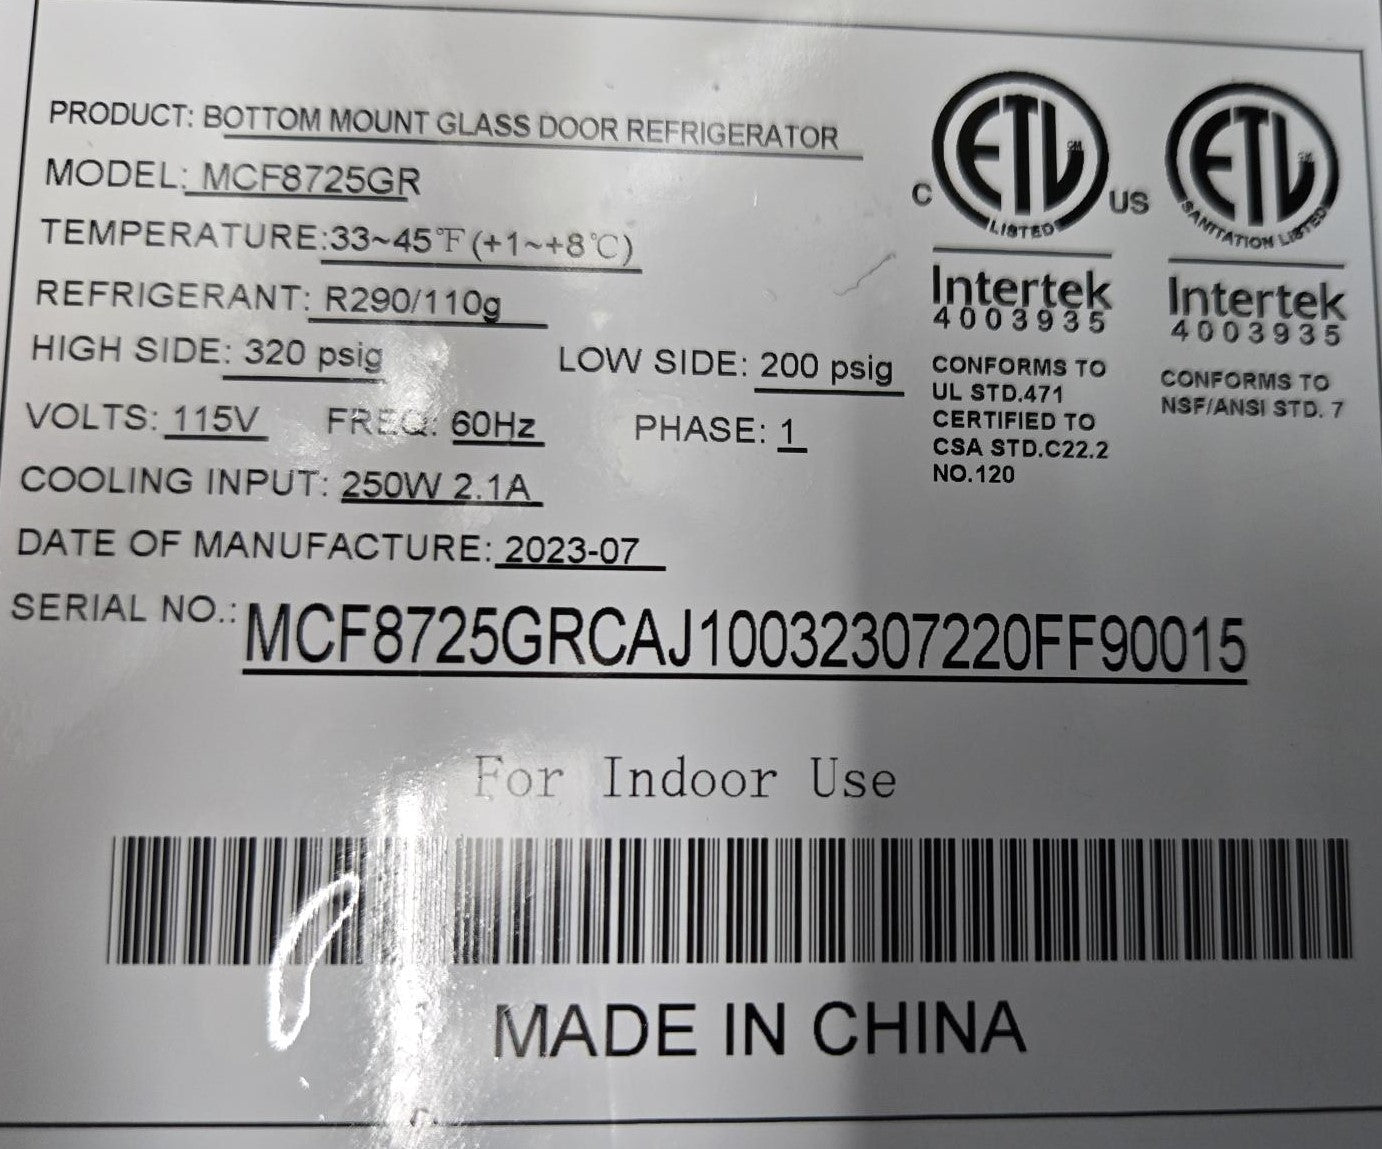 PRODUCT: BOTTOM MOUNT GLASS DOOR REFRIGERATOR
MODEL: MCF8725GR
TEMPERATURE:33~45℉(+1~+8℃)
REFRIGERANT: R290/110g
HIGH SIDE: 320 psig LOW SIDE: 200 psig
VOLTS: 115V FREQ: 60Hz PHASE: 1
COOLING INPUT: 250W 2.1A
DATE OF MANUFACTURE: 2023-07
SERIAL NO.: MCF8725GRCAJ10032307220FF90015
ETL
C US
LISTED
Intertek
4003935
CONFORMS TO
UL STD.471
CERTIFIED TO
CSA STD.C22.2
NO.120
ETL
SANITATION LISTED
Intertek
4003935
CONFORMS TO
NSF/ANSI STD. 7
For Indoor Use
MADE IN CHINA